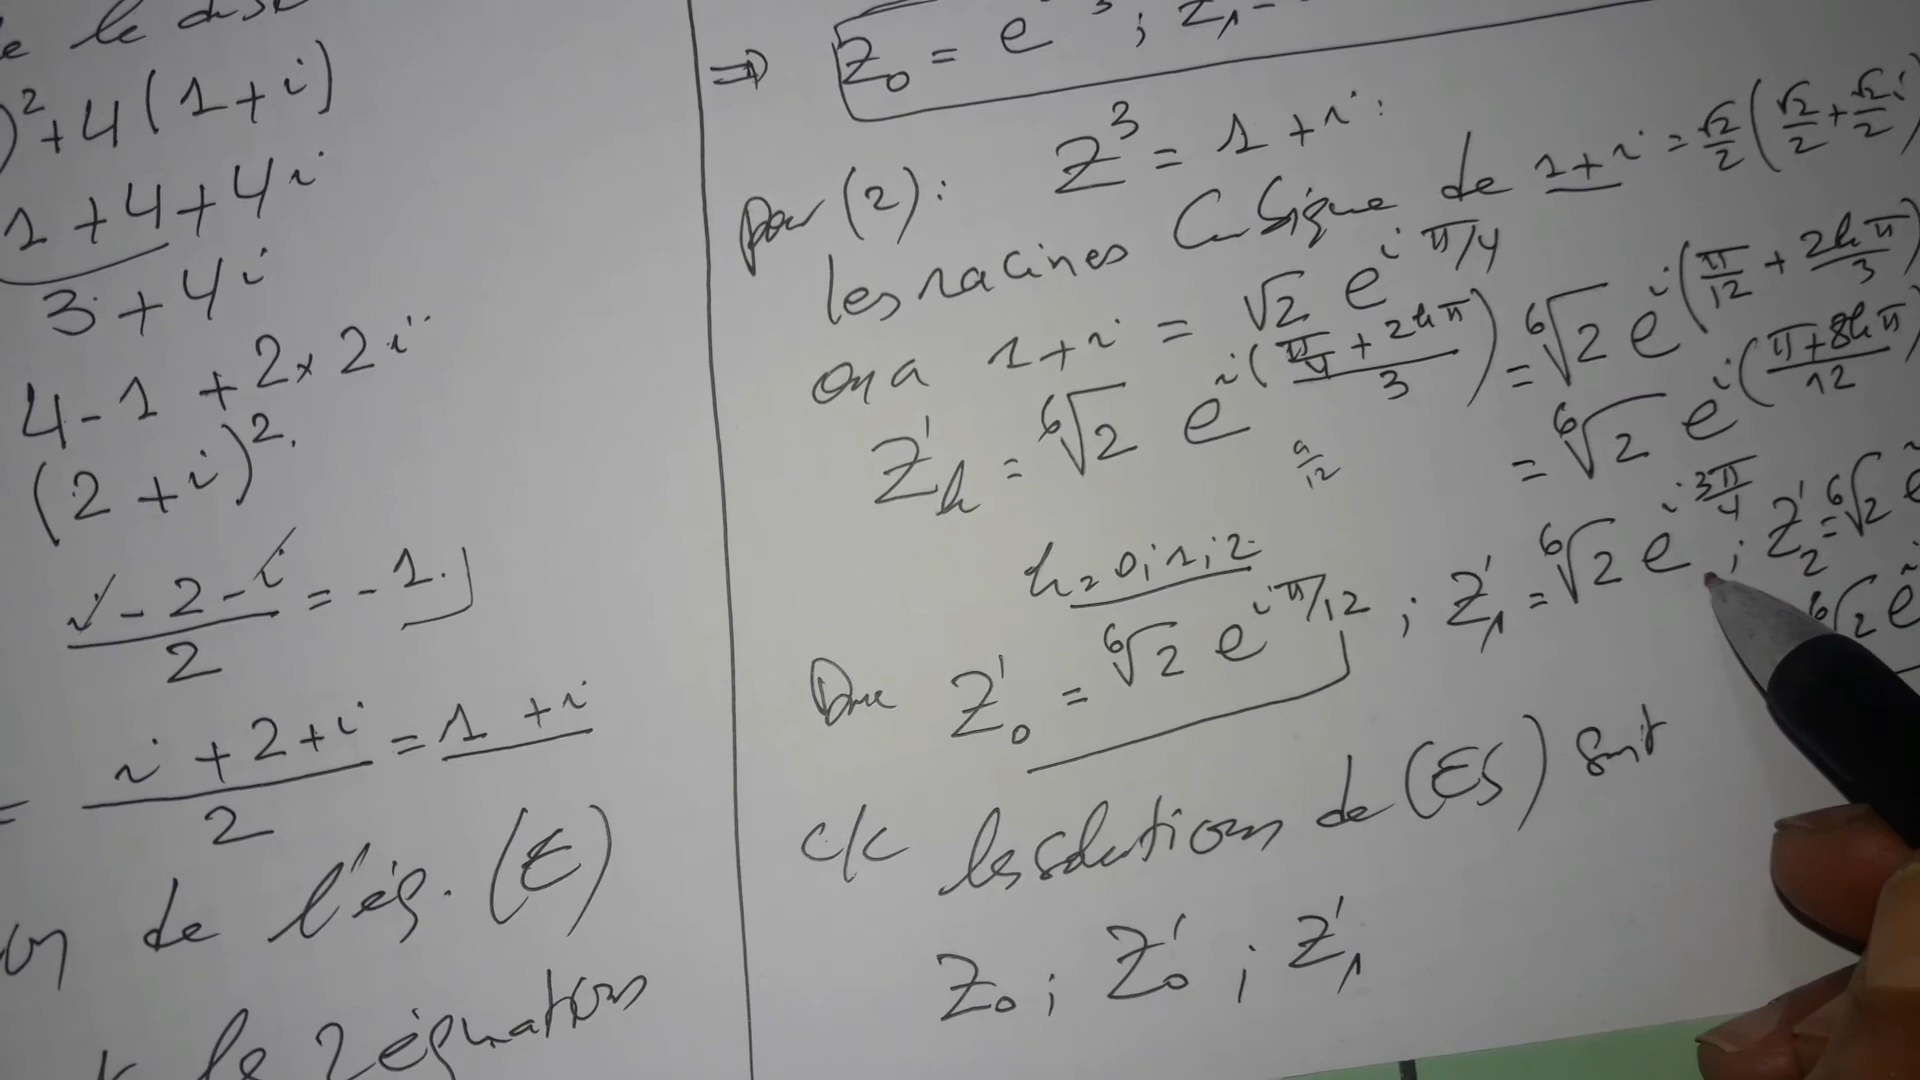 )² + 4(1+i)
1 + 4 + 4i
3 + 4i
4 - 1 + 2 × 2i
(2 + i)².
i - 2 - i / 2 = -1.
= i + 2 + i / 2 = 1 + i
de l'éq. (E)
2 équations
⇒ Z₀ = e ; Z₁ =
pour (2) : Z³ = 1 + i :
les racines Cubique de 1 + i = √2/2 (√2/2 + √2/2 i)
on a 1 + i = √2 e^{iπ/4}
Z'ₖ = ⁶√2 e^{i(π/4 + 2kπ / 3)} = ⁶√2 e^{i(π/12 + 2kπ/3)}
= ⁶√2 e^{i(π+8kπ / 12)}
9/12
k = 0; 1; 2
Donc Z'₀ = ⁶√2 e^{iπ/12} ; Z'₁ = ⁶√2 e^{i3π/4} ; Z'₂ = ⁶√2 e
⁶√2 e
c/c les solutions de (ES) sont
Z₀ ; Z'₀ ; Z'₁